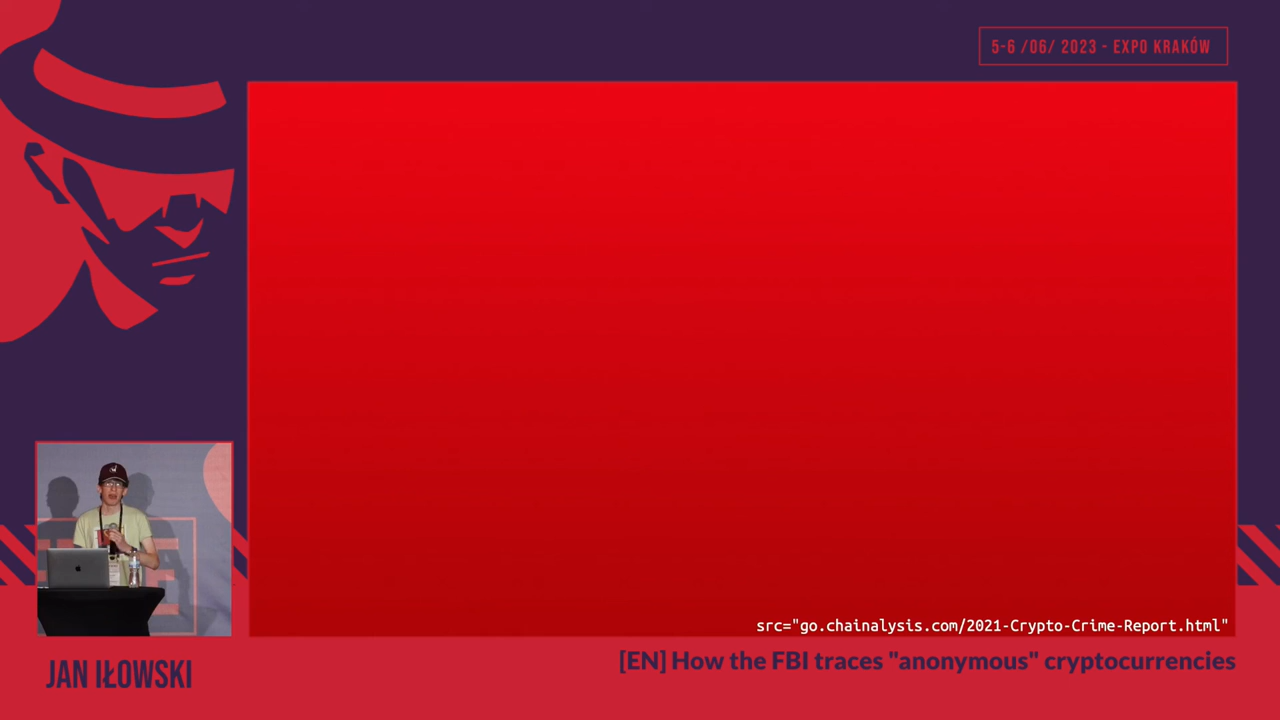 5-6 /06/ 2023 - EXPO KRAKÓW
src="go.chainalysis.com/2021-Crypto-Crime-Report.html"
[EN] How the FBI traces "anonymous" cryptocurrencies
JAN IŁOWSKI